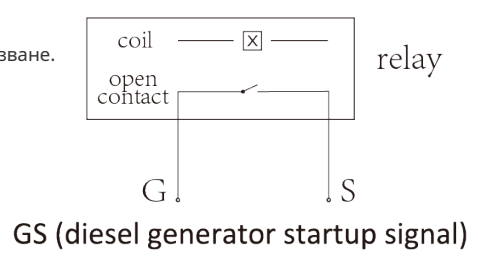 coil X
зване.
relay
open
contact
G S
GS (diesel generator startup signal)